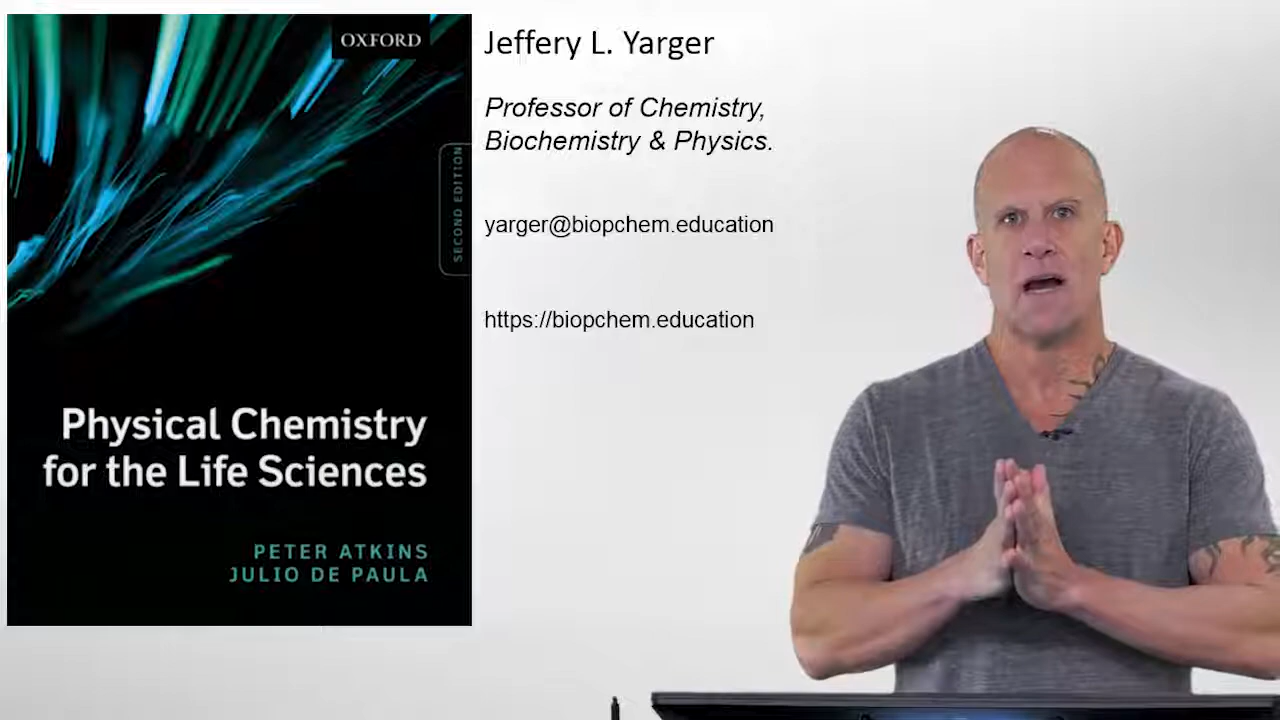 OXFORD
SECOND EDITION
Physical Chemistry
for the Life Sciences
PETER ATKINS
JULIO DE PAULA
Jeffery L. Yarger
Professor of Chemistry,
Biochemistry & Physics.
yarger@biopchem.education
https://biopchem.education